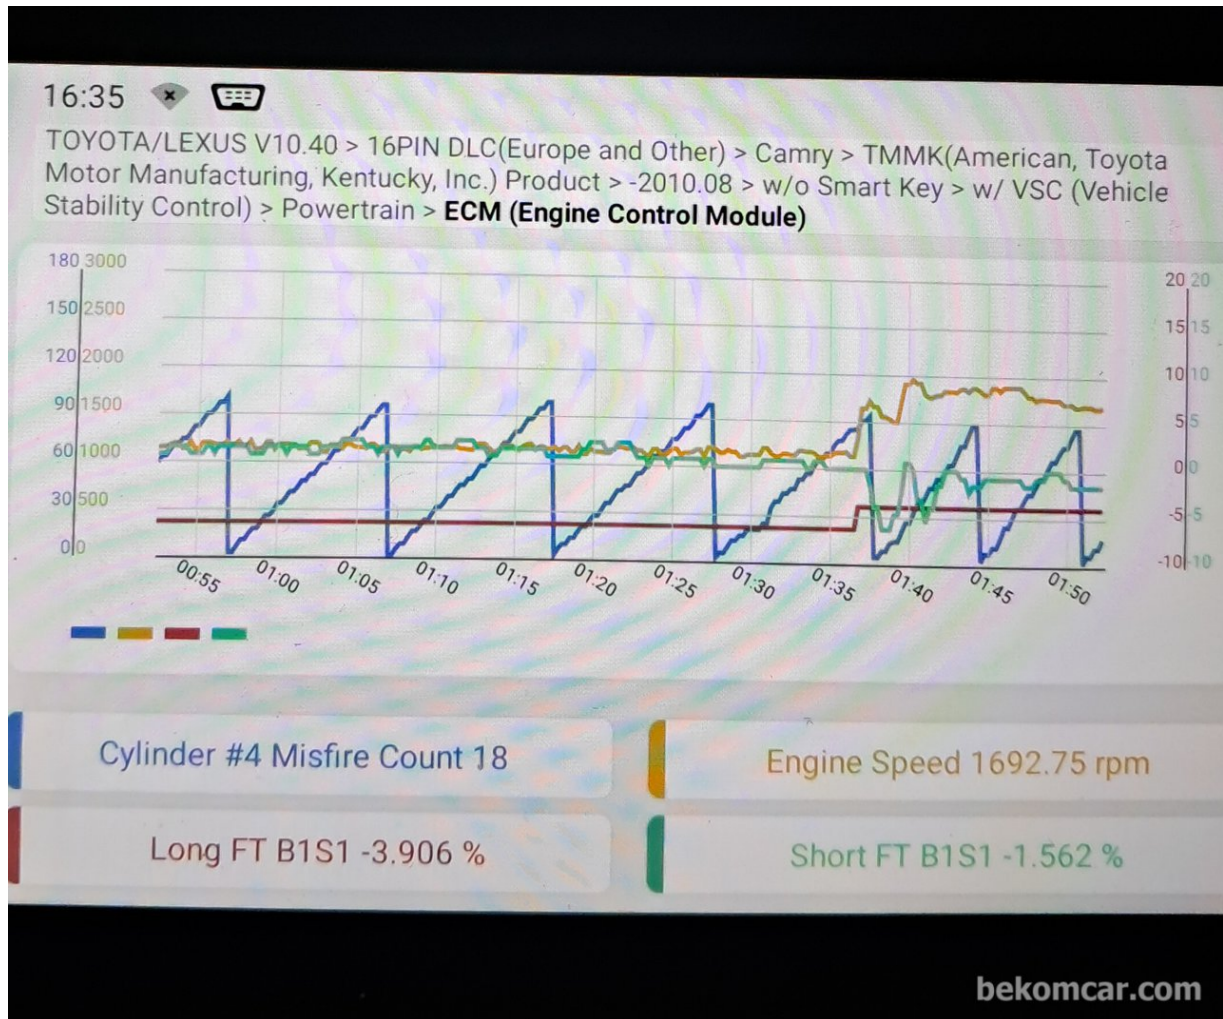 16:35
TOYOTA/LEXUS V10.40 > 16PIN DLC(Europe and Other) > Camry > TMMK(American, Toyota
Motor Manufacturing, Kentucky, Inc.) Product > -2010.08 > w/o Smart Key > w/ VSC (Vehicle
Stability Control) > Powertrain > ECM (Engine Control Module)
180 3000 20 20
150 2500 15 15
120 2000 10 10
90 1500 5 5
60 1000 0 0
30 500 -5 -5
0 0 -10 -10
00:55 01:00 01:05 01:10 01:15 01:20 01:25 01:30 01:35 01:40 01:45 01:50
Cylinder #4 Misfire Count 18
Engine Speed 1692.75 rpm
Long FT B1S1 -3.906 %
Short FT B1S1 -1.562 %
bekomcar.com